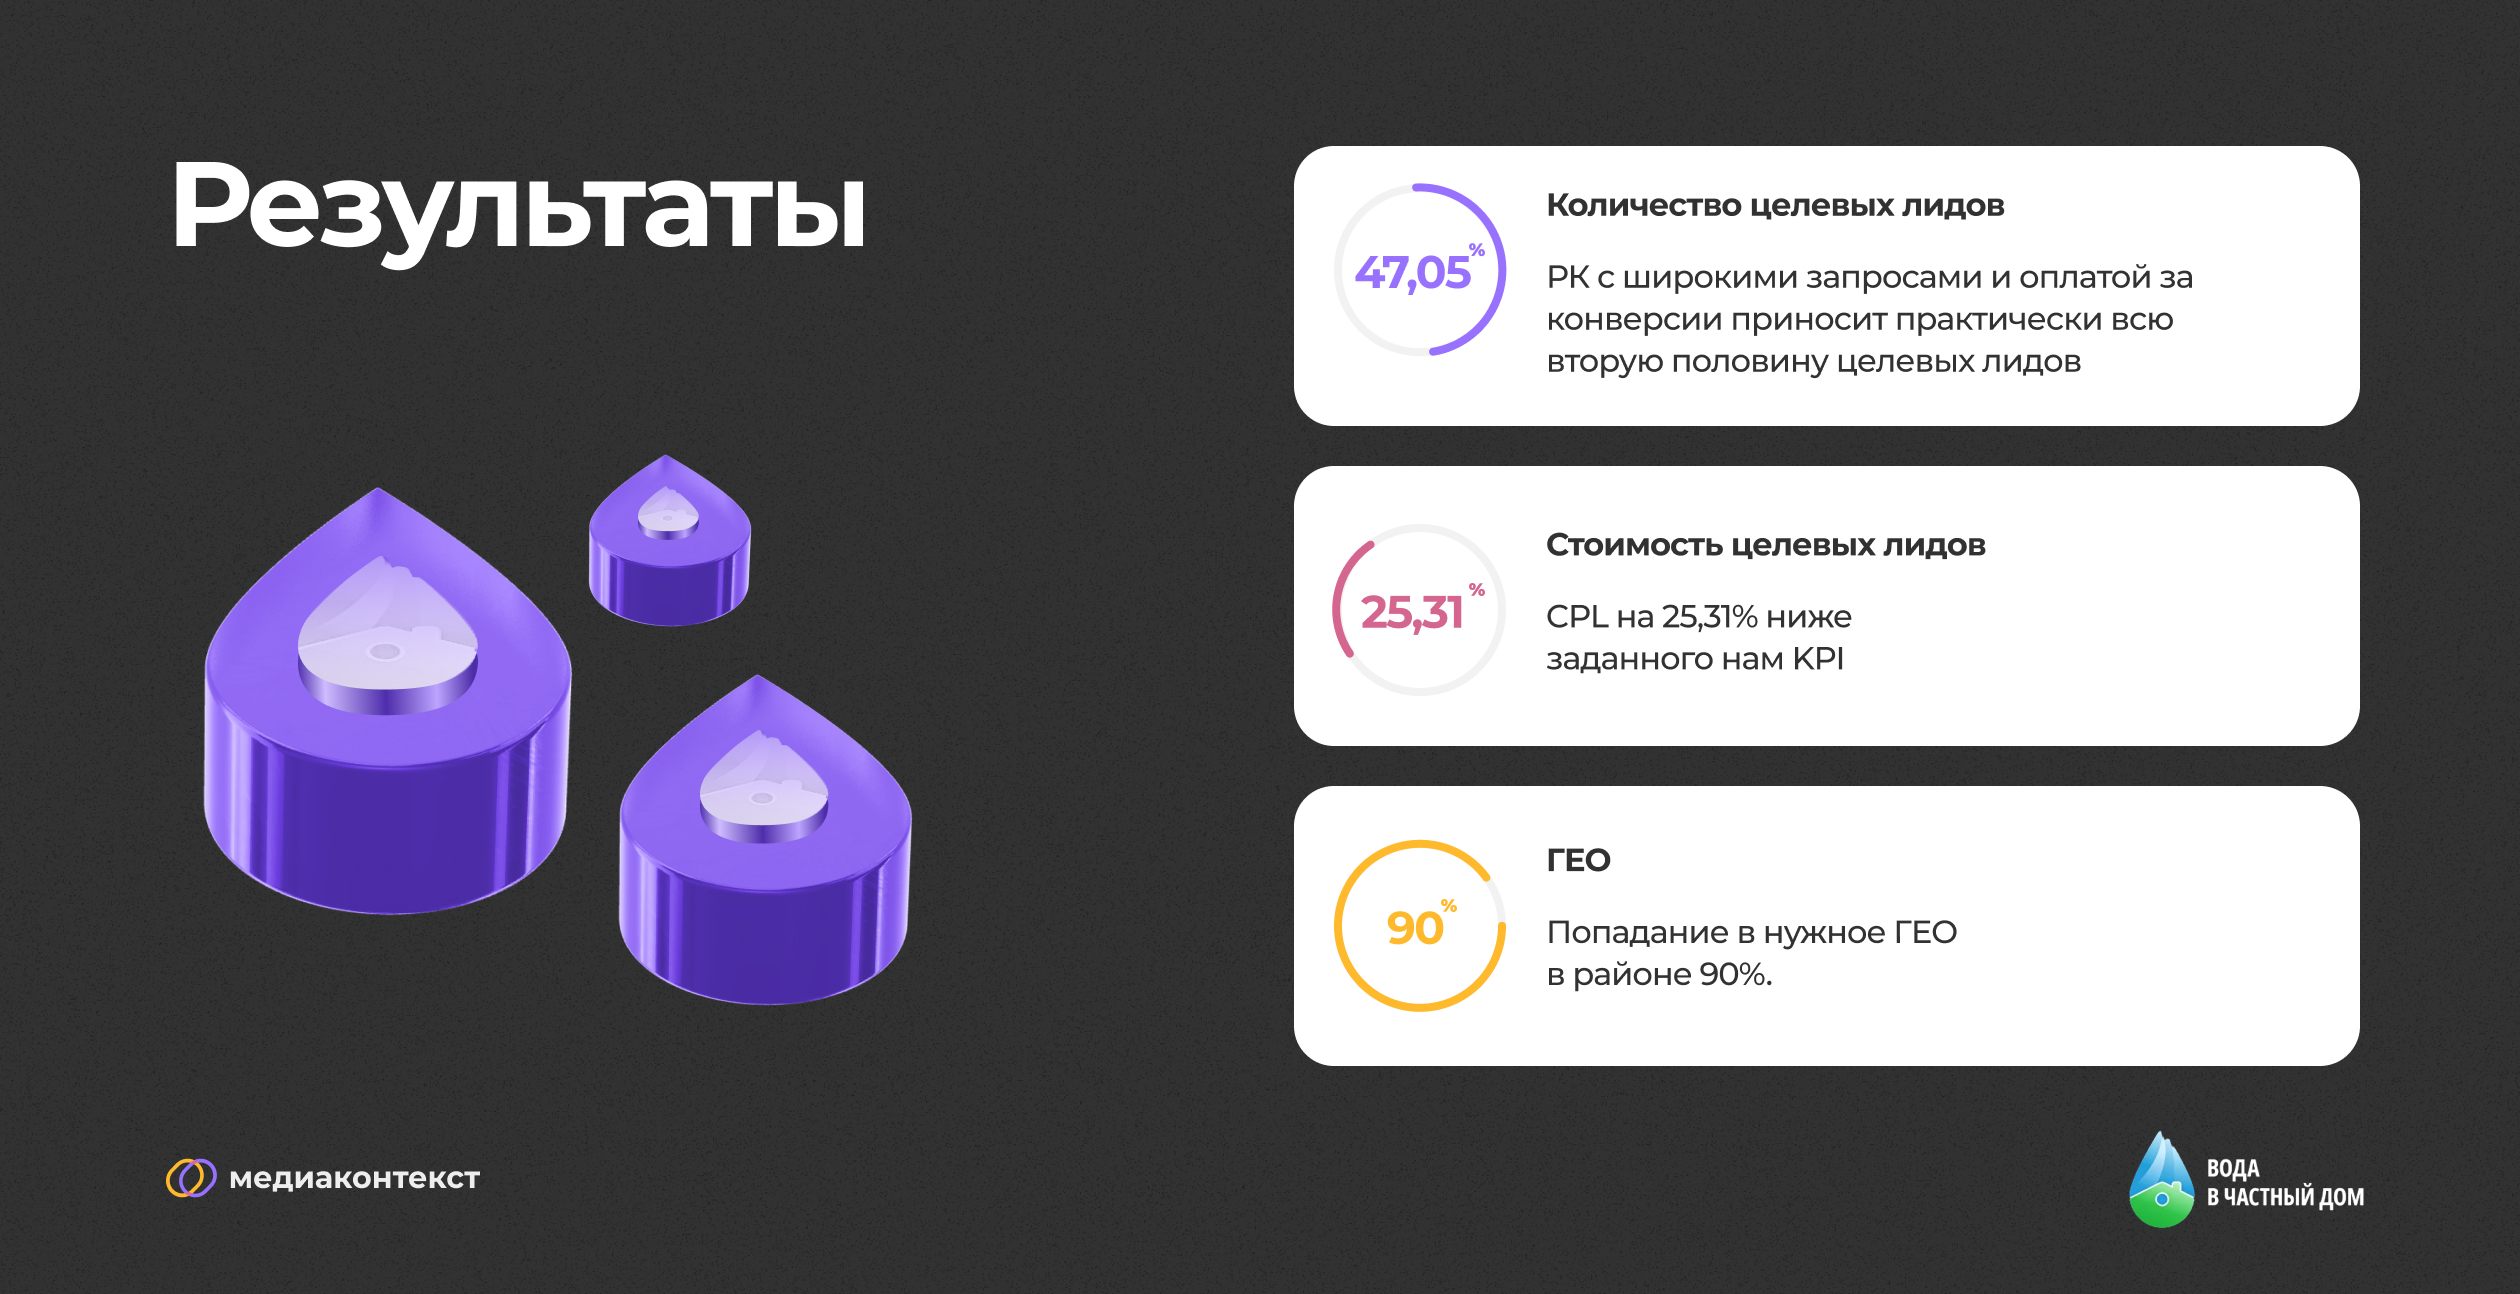 Результаты
47,05%
Количество целевых лидов
РК с широкими запросами и оплатой за
конверсии приносит практически всю
вторую половину целевых лидов
25,31%
Стоимость целевых лидов
CPL на 25,31% ниже
заданного нам KPI
90%
ГЕО
Попадание в нужное ГЕО
в районе 90%.
медиаконтекст
ВОДА
В ЧАСТНЫЙ ДОМ